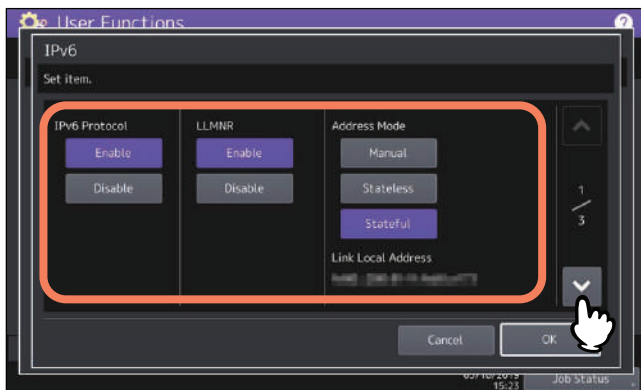 User Functions
?
IPv6
Set item.
IPv6 Protocol
LLMNR
Address Mode
Enable
Enable
Manual
Disable
Disable
Stateless
Stateful
1
3
Link Local Address
Cancel
OK
15:23
Job Status